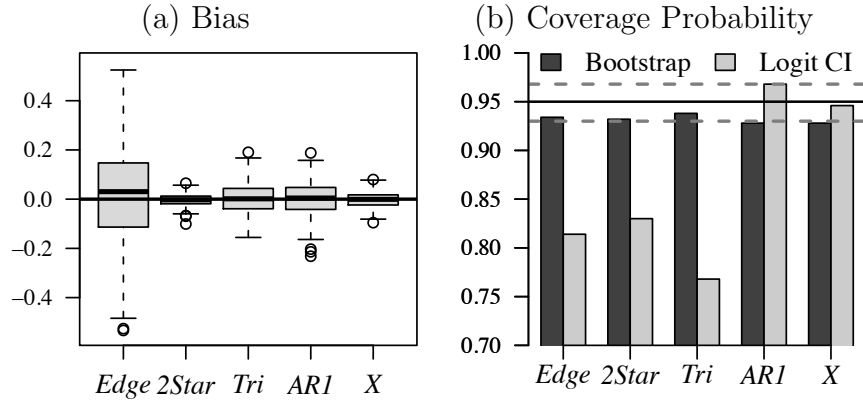 (a) Bias
0.4
0.2
0.0
−0.2
−0.4
Edge 2Star Tri AR1 X
(b) Coverage Probability
Bootstrap Logit CI
1.00
0.95
0.90
0.85
0.80
0.75
0.70
Edge 2Star Tri AR1 X